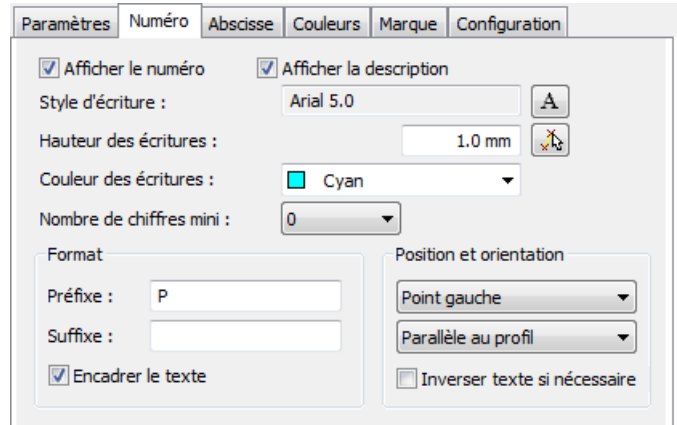 Paramètres Numéro Abscisse Couleurs Marque Configuration
Afficher le numéro Afficher la description
Style d'écriture : Arial 5.0 A
Hauteur des écritures : 1.0 mm
Couleur des écritures : Cyan
Nombre de chiffres mini : 0
Format Position et orientation
Préfixe : P Point gauche
Suffixe : Parallèle au profil
Encadrer le texte Inverser texte si nécessaire